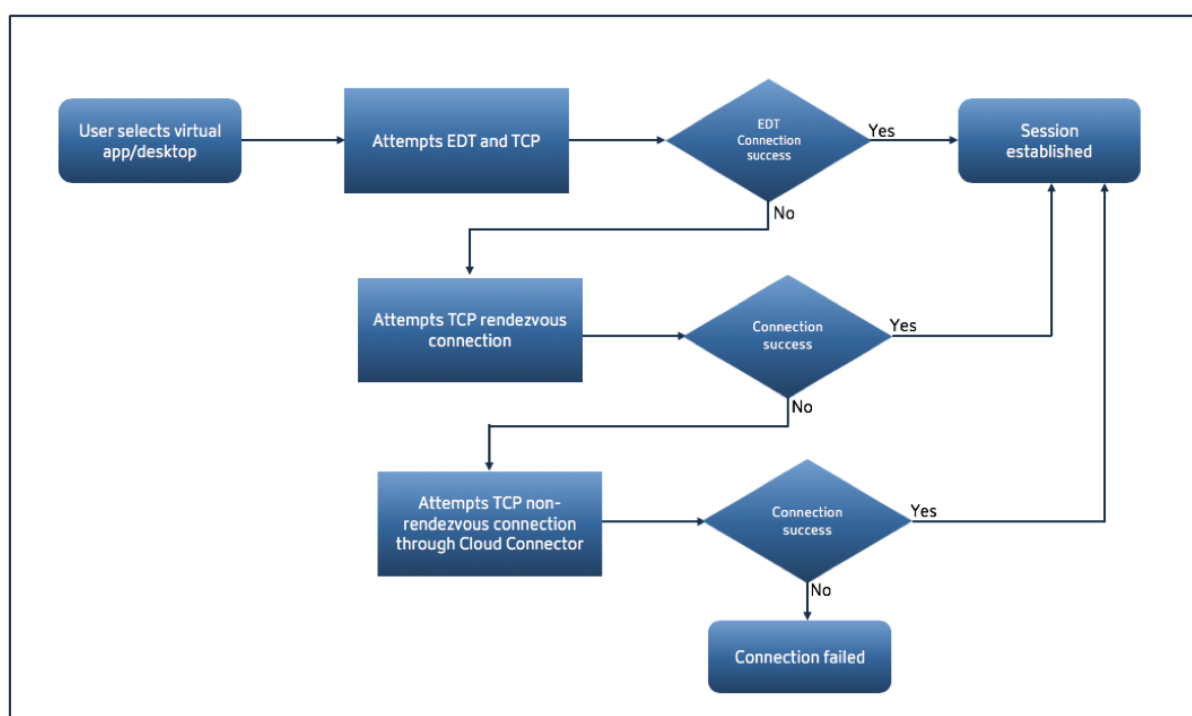 User selects virtual
app/desktop
Attempts EDT and TCP
EDT
Connection
success
Yes
Session
established
No
Attempts TCP rendezvous
connection
Connection
success
Yes
No
Attempts TCP non-
rendezvous connection
through Cloud Connector
Connection
success
Yes
No
Connection failed